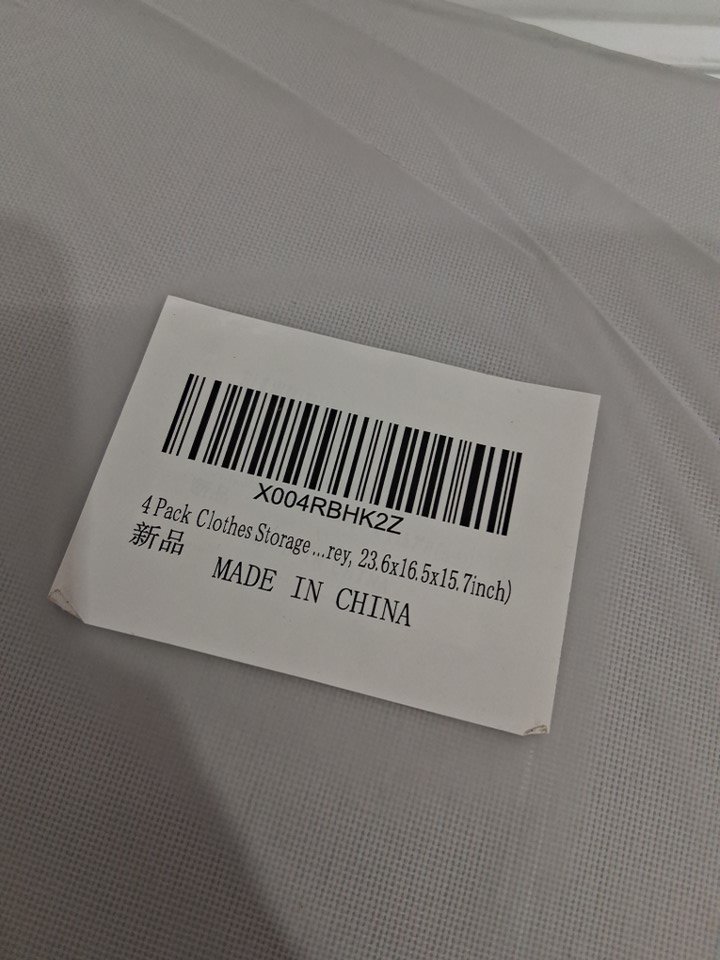 X004RBHK2Z
4 Pack Clothes Storage...rey, 23.6x16.5x15.7inch)
新品
MADE IN CHINA